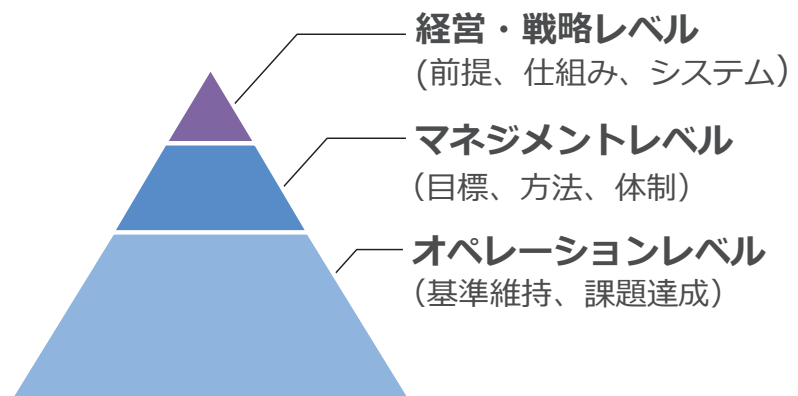 経営・戦略レベル
(前提、仕組み、システム）
マネジメントレベル
（目標、方法、体制）
オペレーションレベル
（基準維持、課題達成）